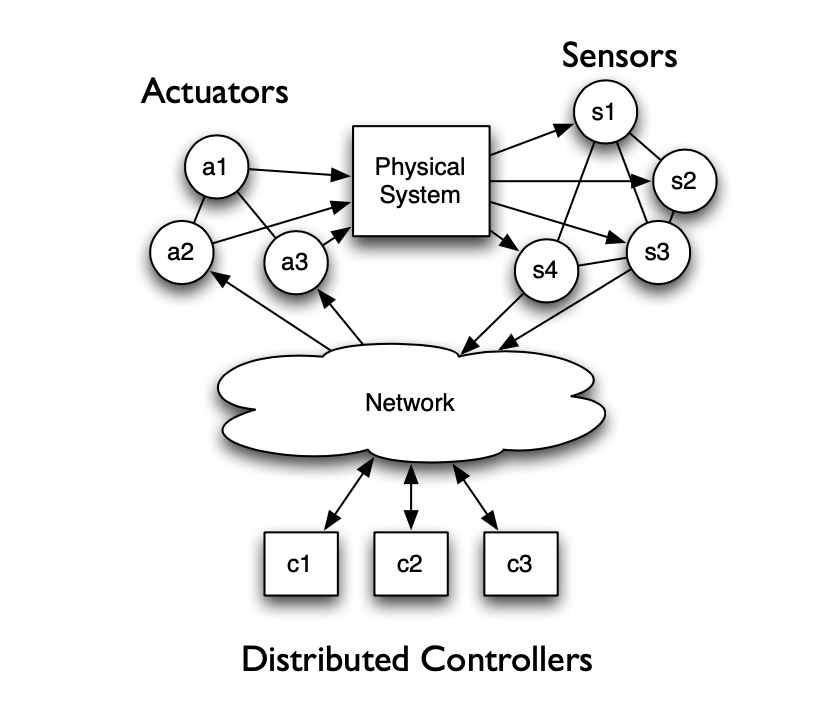 Sensors
Actuators
s1
a1
Physical
System
s2
a2
a3
s4
s3
Network
c1
c2
c3
Distributed Controllers